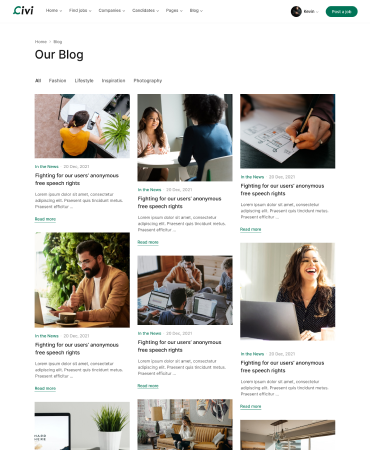 Civi
Home Find jobs Companies Candidates Pages Blog
Kevin
Post a job
Home > Blog
Our Blog
All Fashion Lifestyle Inspiration Photography
In the News 20 Dec, 2021
Fighting for our users' anonymous
free speech rights
Lorem ipsum dolor sit amet, consectetur
adipiscing elit. Praesent quis tincidunt metus.
Praesent efficitur ...
Read more
In the News 20 Dec, 2021
Fighting for our users' anonymous
free speech rights
Lorem ipsum dolor sit amet, consectetur
adipiscing elit. Praesent quis tincidunt metus.
Praesent efficitur ...
Read more
In the News 20 Dec, 2021
Fighting for our users' anonymous
free speech rights
Lorem ipsum dolor sit amet, consectetur
adipiscing elit. Praesent quis tincidunt metus.
Praesent efficitur ...
Read more
In the News 20 Dec, 2021
Fighting for our users' anonymous
free speech rights
Lorem ipsum dolor sit amet, consectetur
adipiscing elit. Praesent quis tincidunt metus.
Praesent efficitur ...
Read more
In the News 20 Dec, 2021
Fighting for our users' anonymous
free speech rights
Lorem ipsum dolor sit amet, consectetur
adipiscing elit. Praesent quis tincidunt metus.
Praesent efficitur ...
Read more
In the News 20 Dec, 2021
Fighting for our users' anonymous
free speech rights
Lorem ipsum dolor sit amet, consectetur
adipiscing elit. Praesent quis tincidunt metus.
Praesent efficitur ...
Read more